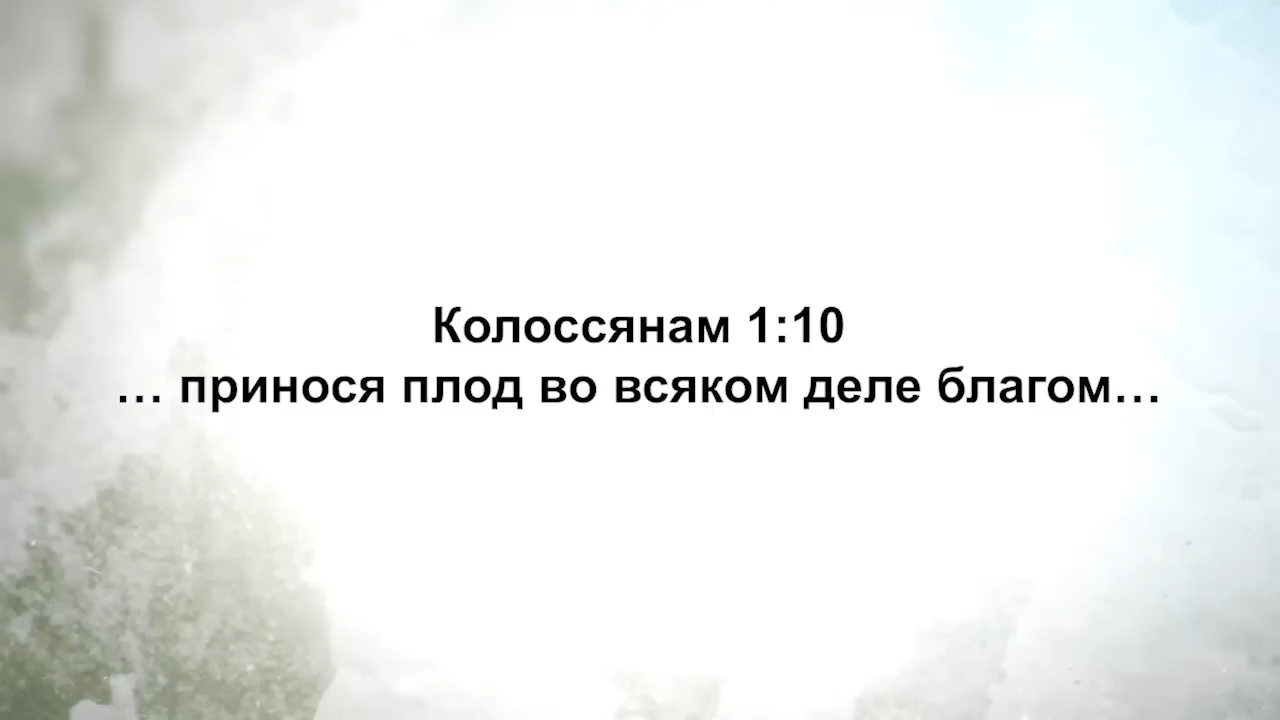 Колоссянам 1:10
… принося плод во всяком деле благом…